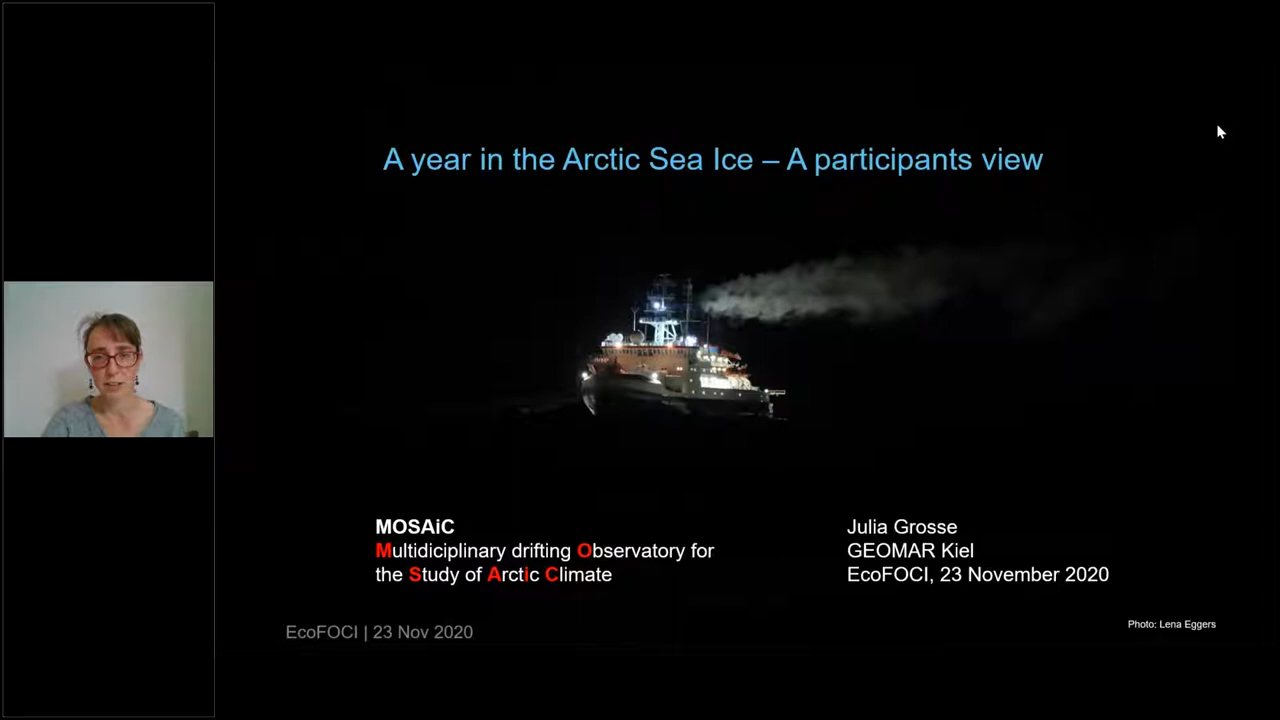 A year in the Arctic Sea Ice – A participants view
MOSAiC
Multidiciplinary drifting Observatory for
the Study of Arctic Climate
Julia Grosse
GEOMAR Kiel
EcoFOCI, 23 November 2020
Photo: Lena Eggers
EcoFOCI | 23 Nov 2020